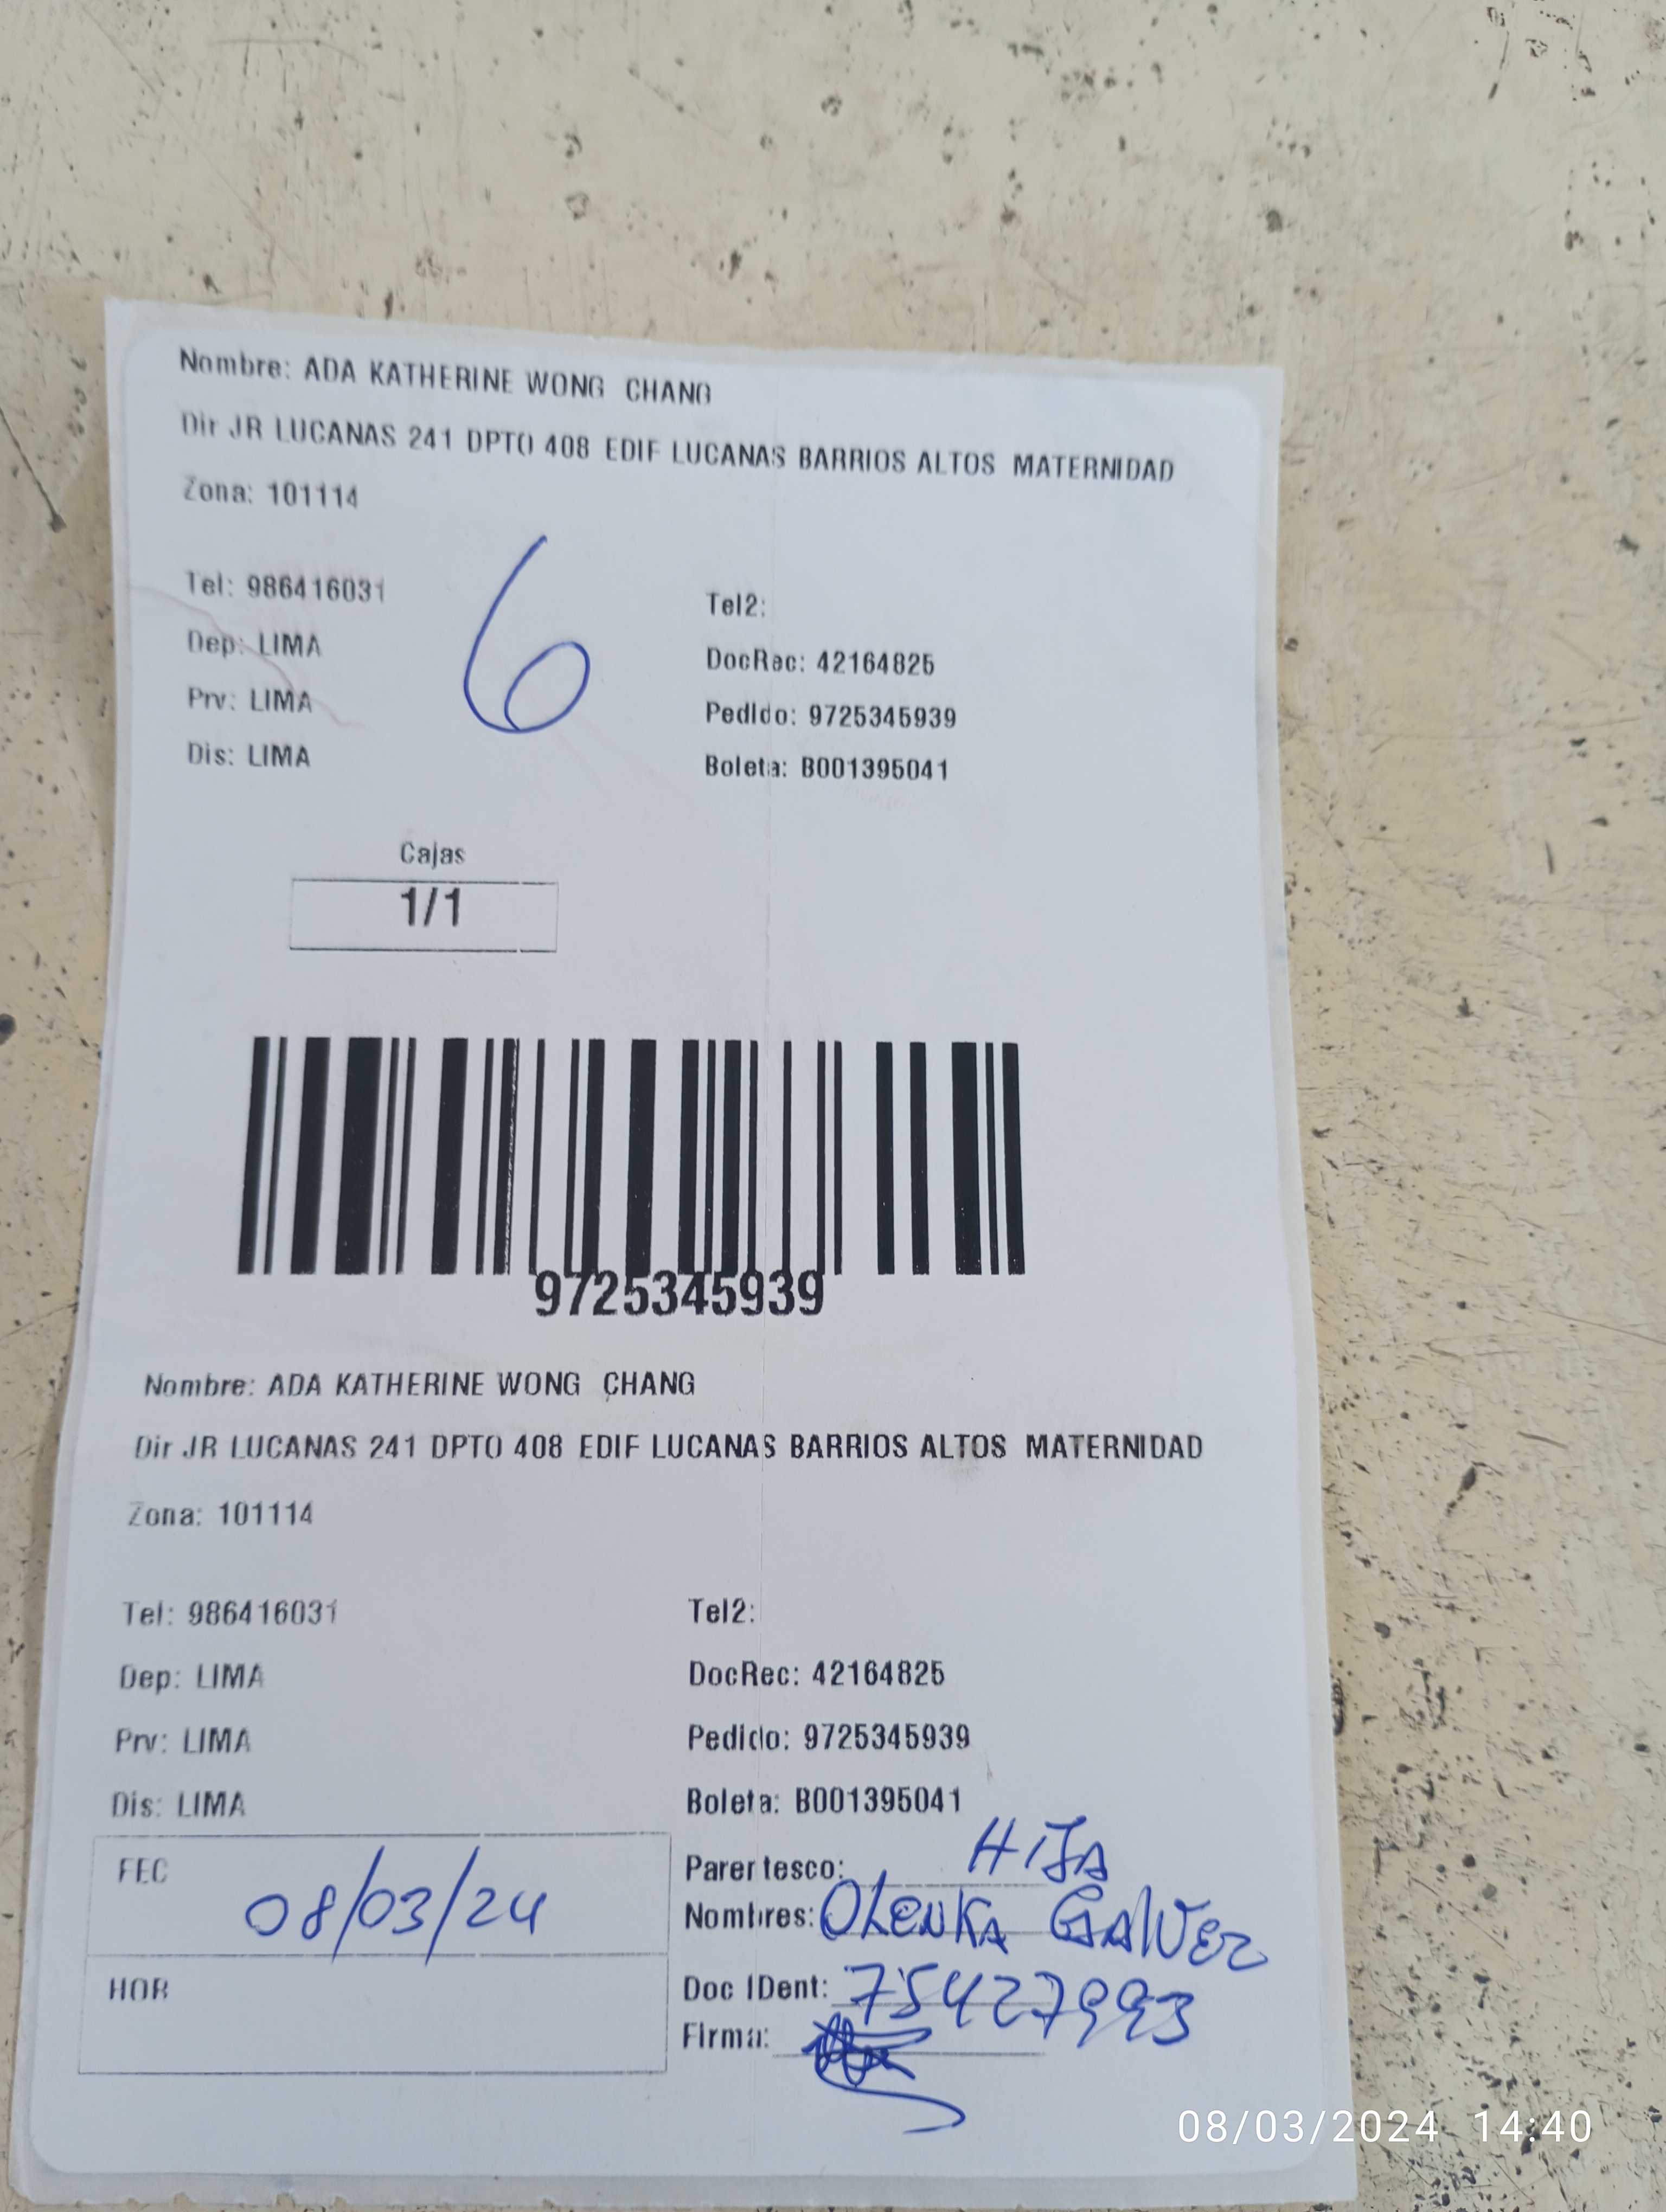 Nombre: ADA KATHERINE WONG CHANG
Dir JR LUCANAS 241 DPTO 408 EDIF LUCANAS BARRIOS ALTOS MATERNIDAD
Zona: 101114
6
Tel: 986416031 Tel2:
Dep: LIMA DocRec: 42164825
Prv: LIMA Pedido: 9725345939
Dis: LIMA Boleta: B001395041
Cajas
1/1
9725345939
Nombre: ADA KATHERINE WONG CHANG
Dir JR LUCANAS 241 DPTO 408 EDIF LUCANAS BARRIOS ALTOS MATERNIDAD
Zona: 101114
Tel: 986416031 Tel2:
Dep: LIMA DocRec: 42164825
Prv: LIMA Pedido: 9725345939
Dis: LIMA Boleta: B001395041
FEC 08/03/24 Parentesco: HIJA
Nombres: OLENKA GALVEZ
HOR Doc IDent: 75427993
Firma:
08/03/2024 14:40